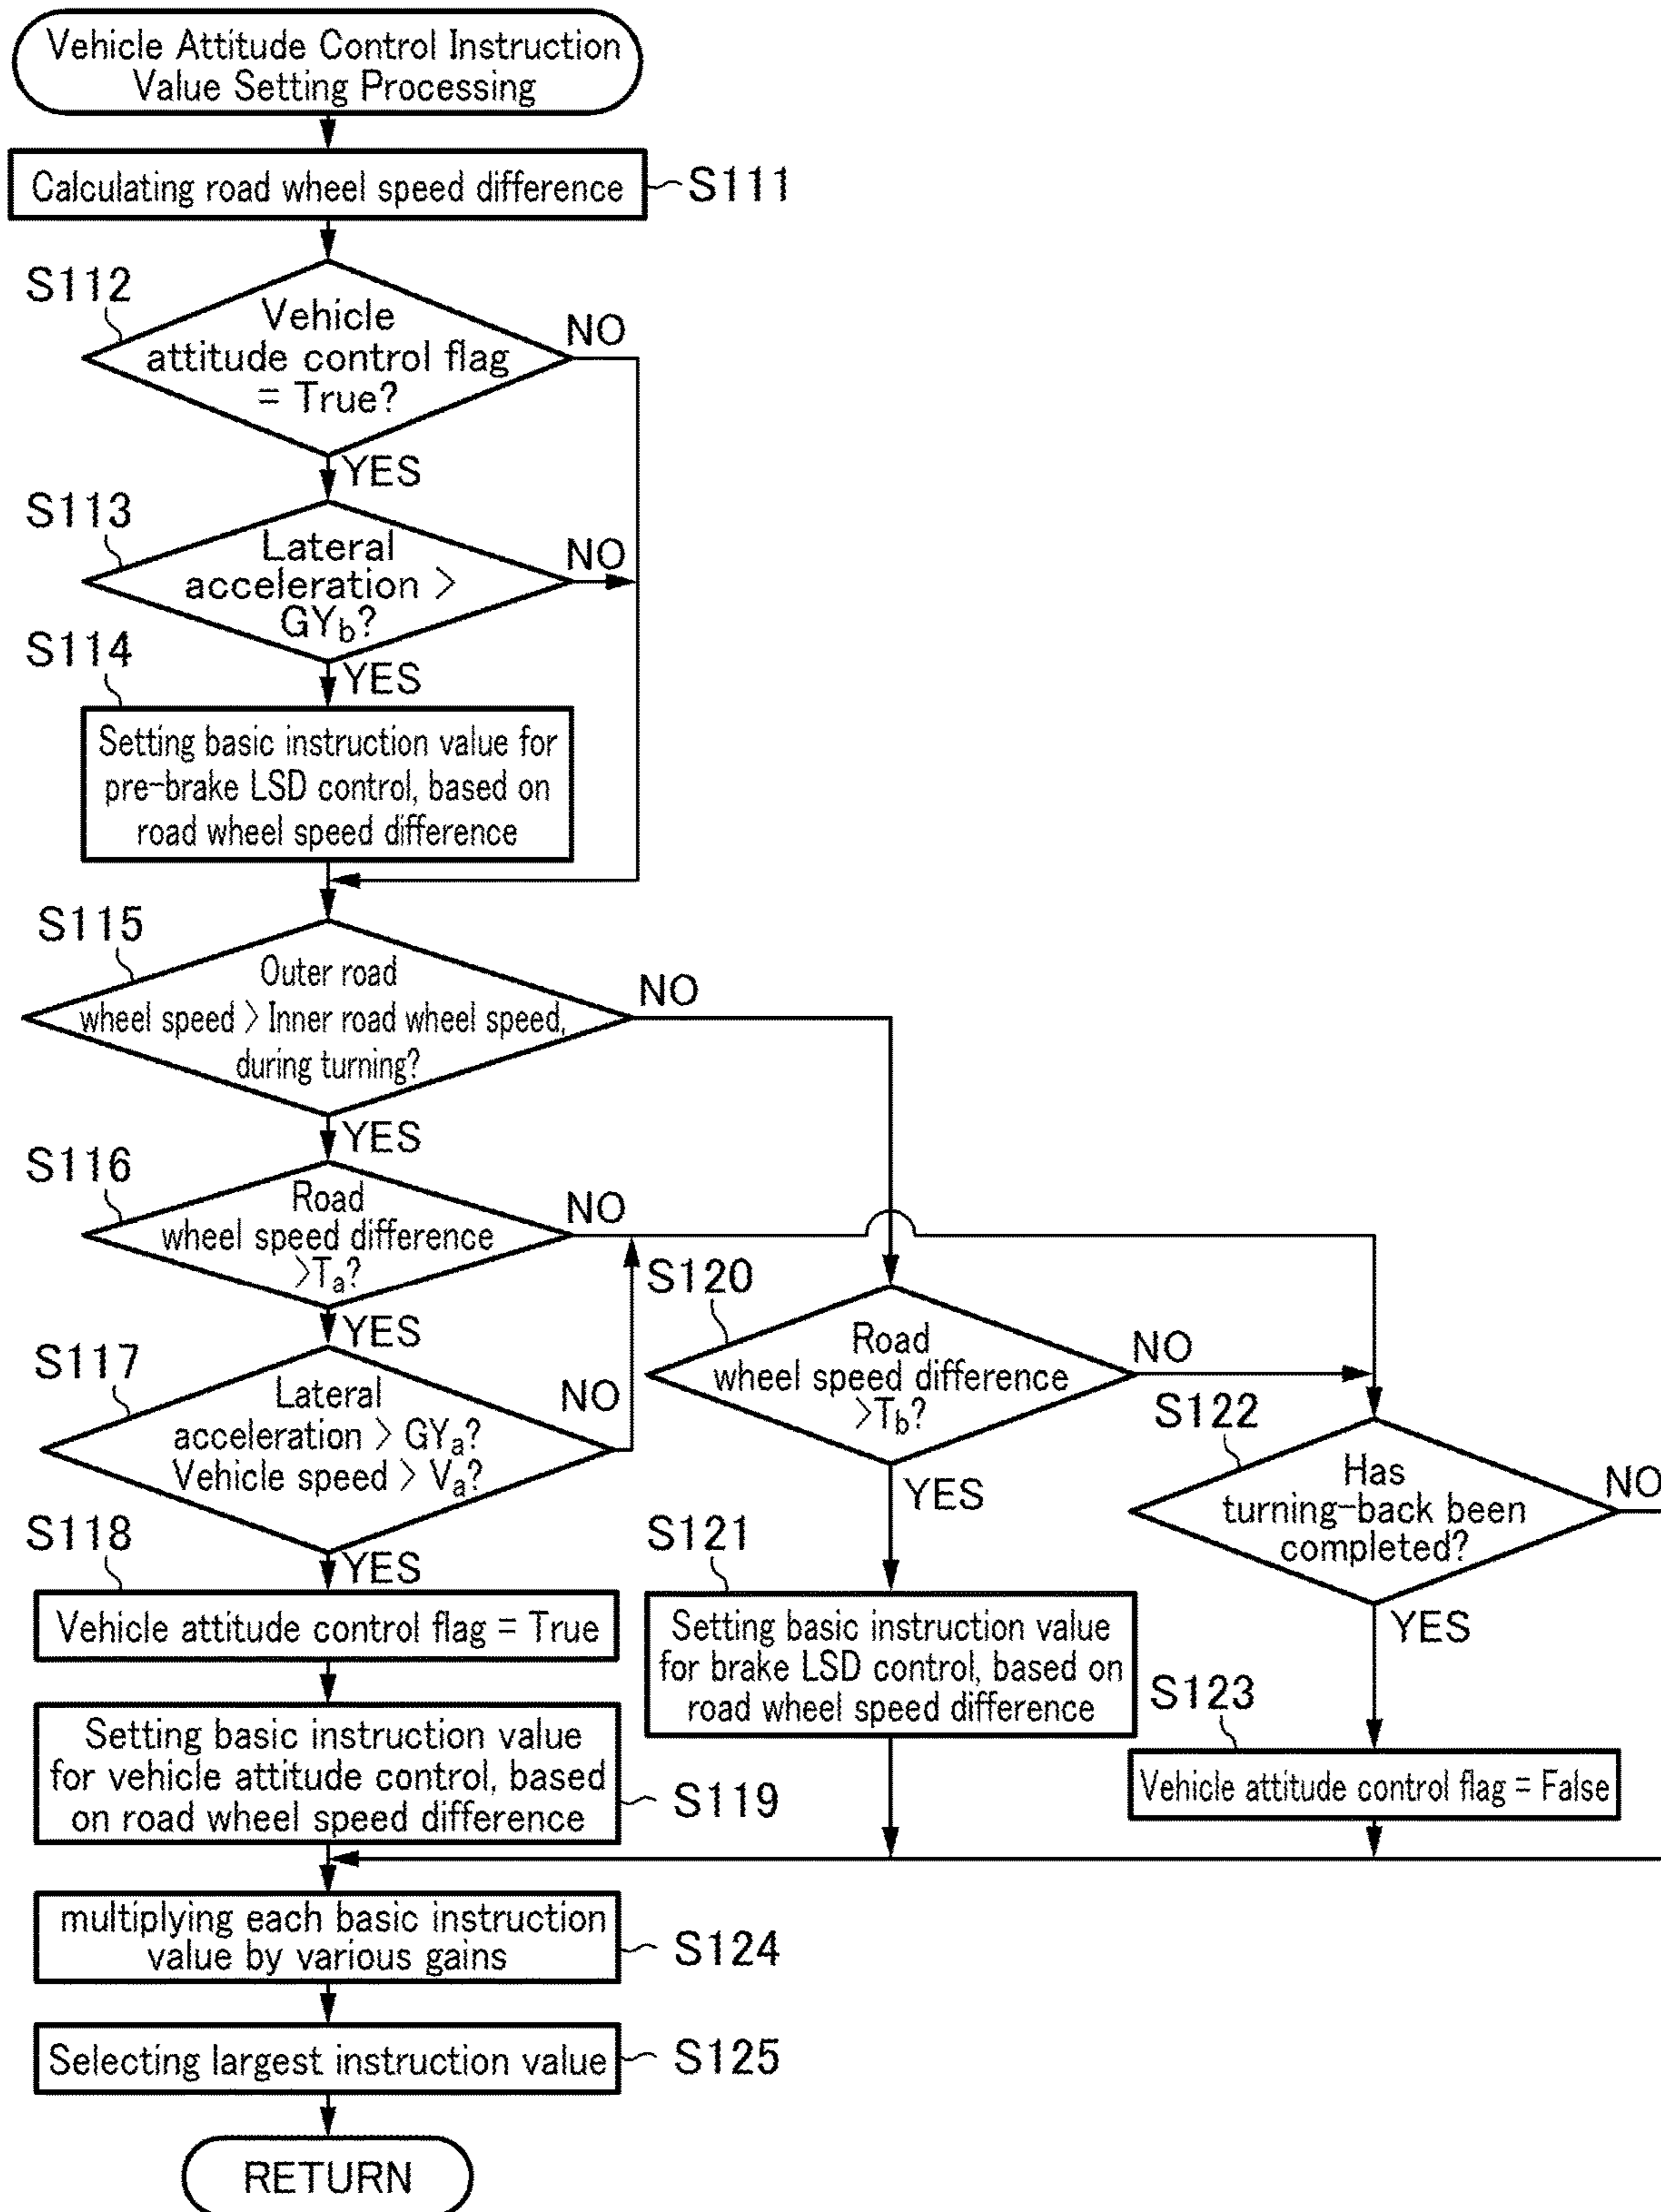 Vehicle Attitude Control Instruction
Value Setting Processing
Calculating road wheel speed difference
S111
S112
Vehicle
attitude control flag
= True?
NO
YES
S113
Lateral
acceleration >
GYb?
NO
YES
S114
Setting basic instruction value for
pre-brake LSD control, based on
road wheel speed difference
S115
Outer road
wheel speed > Inner road wheel speed,
during turning?
NO
YES
S116
Road
wheel speed difference
>Ta?
NO
YES
S117
Lateral
acceleration > GYa?
Vehicle speed > Va?
NO
YES
S118
Vehicle attitude control flag = True
Setting basic instruction value
for vehicle attitude control, based
on road wheel speed difference
S119
S120
Road
wheel speed difference
>Tb?
NO
YES
S121
Setting basic instruction value
for brake LSD control, based on
road wheel speed difference
S122
Has
turning-back been
completed?
NO
YES
S123
Vehicle attitude control flag = False
multiplying each basic instruction
value by various gains
S124
Selecting largest instruction value
S125
RETURN